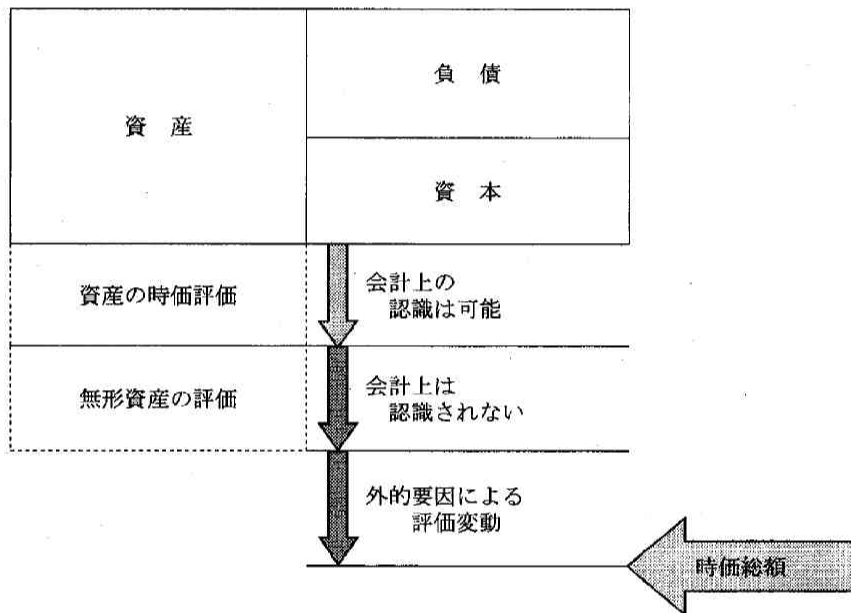 資 産
負 債
資 本
資産の時価評価
会計上の
認識は可能
無形資産の評価
会計上は
認識されない
外的要因による
評価変動
時価総額